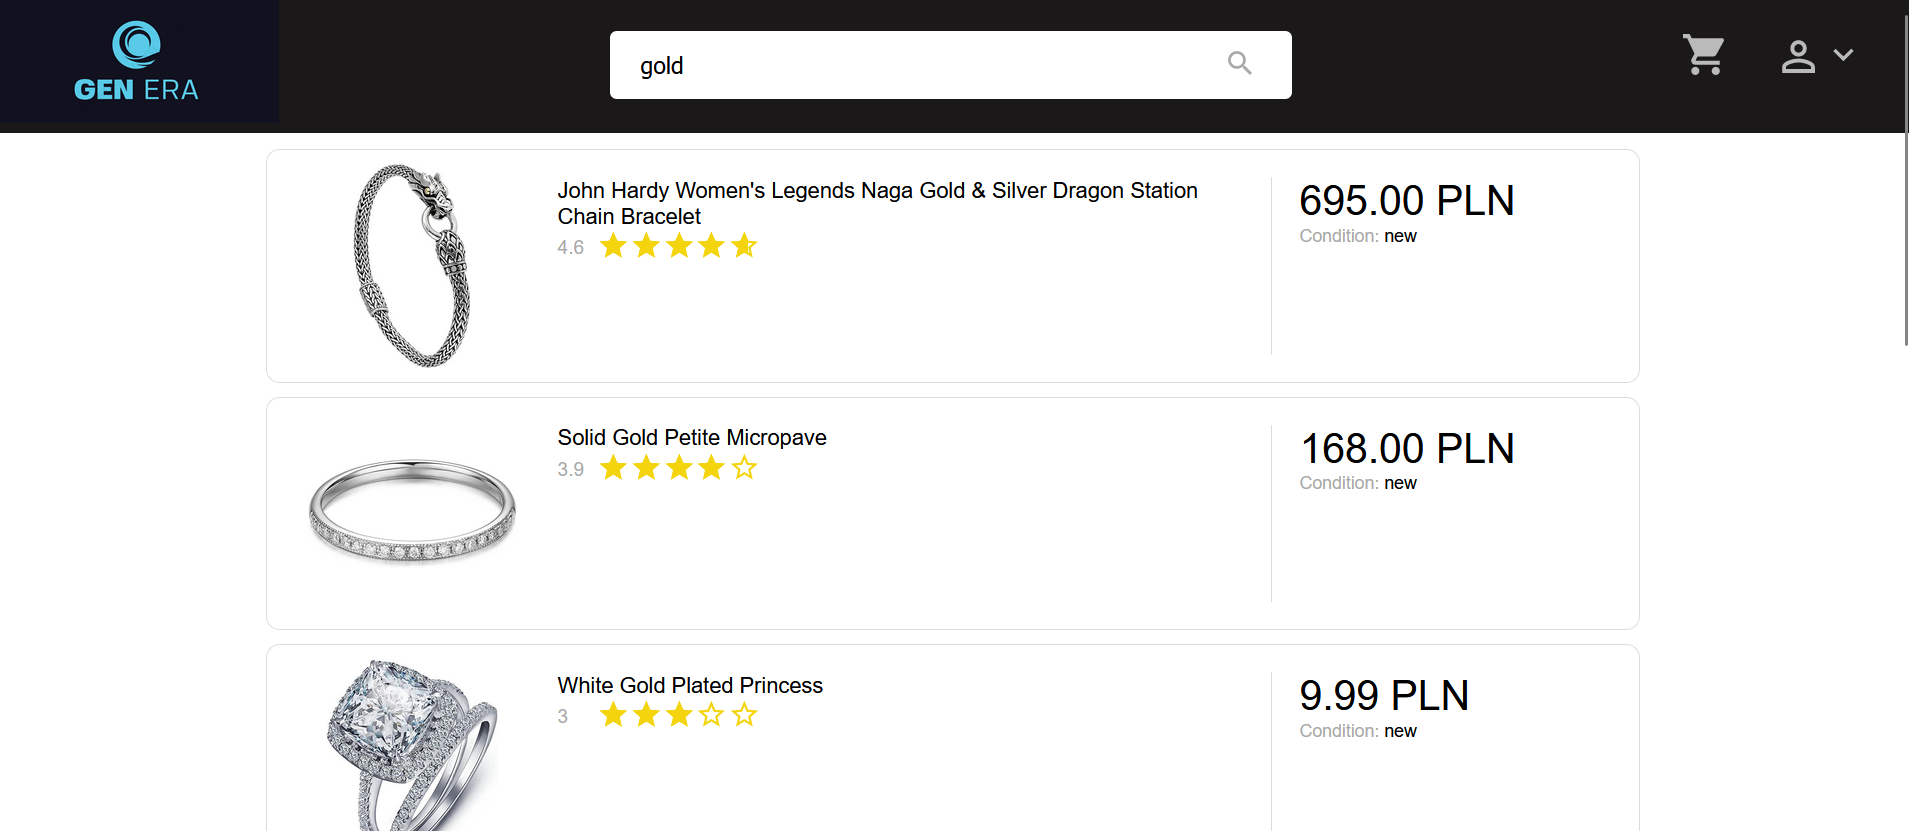 GEN ERA
gold
John Hardy Women's Legends Naga Gold & Silver Dragon Station
Chain Bracelet
4.6
695.00 PLN
Condition: new
Solid Gold Petite Micropave
3.9
168.00 PLN
Condition: new
White Gold Plated Princess
3
9.99 PLN
Condition: new